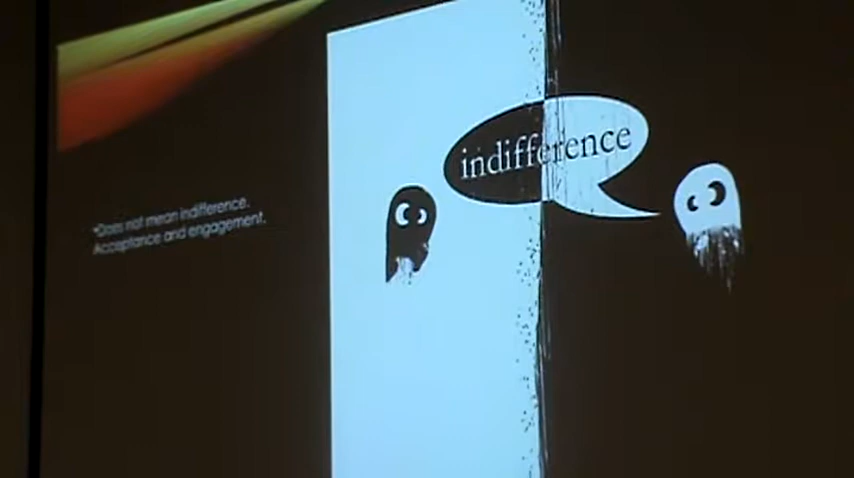 •Does not mean indifference.
Acceptance and engagement.
indifference